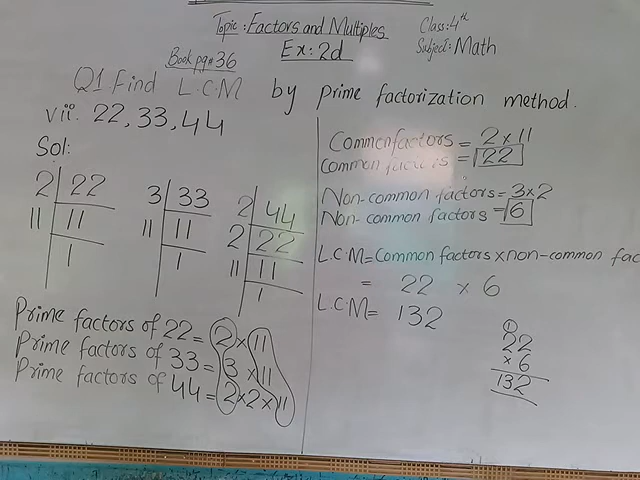 Topic: Factors and Multiples
Class: 4th
Ex: 2d
Subject: Math
Book pg# 36
Q1. Find L.C.M by prime factorization method.
vii. 22, 33, 44
Sol:
2 22
11 11
1
3 33
11 11
1
2 44
2 22
11 11
1
Prime factors of 22 = 2 × 11
Prime factors of 33 = 3 × 11
Prime factors of 44 = 2 × 2 × 11
Common factors = 2 × 11
Common factors = 22
Non-common factors = 3 × 2
Non-common factors = 6
L.C.M = Common factors × non-common fac
= 22 × 6
L.C.M = 132
1
22
× 6
132